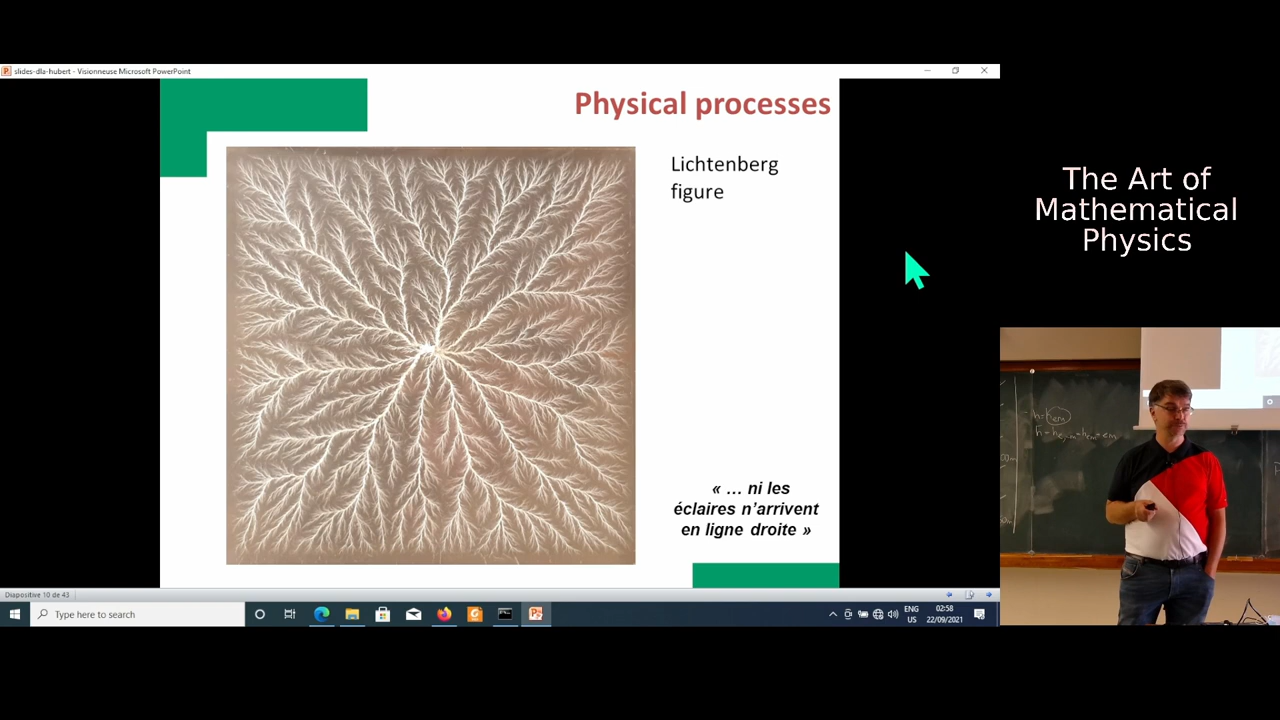 slides-dla-hubert - Visionneuse Microsoft PowerPoint
Physical processes
Lichtenberg
figure
« … ni les
éclaires n’arrivent
en ligne droite »
The Art of
Mathematical
Physics
Diapositive 10 de 43
Type here to search
ENG
US
02:58
22/09/2021